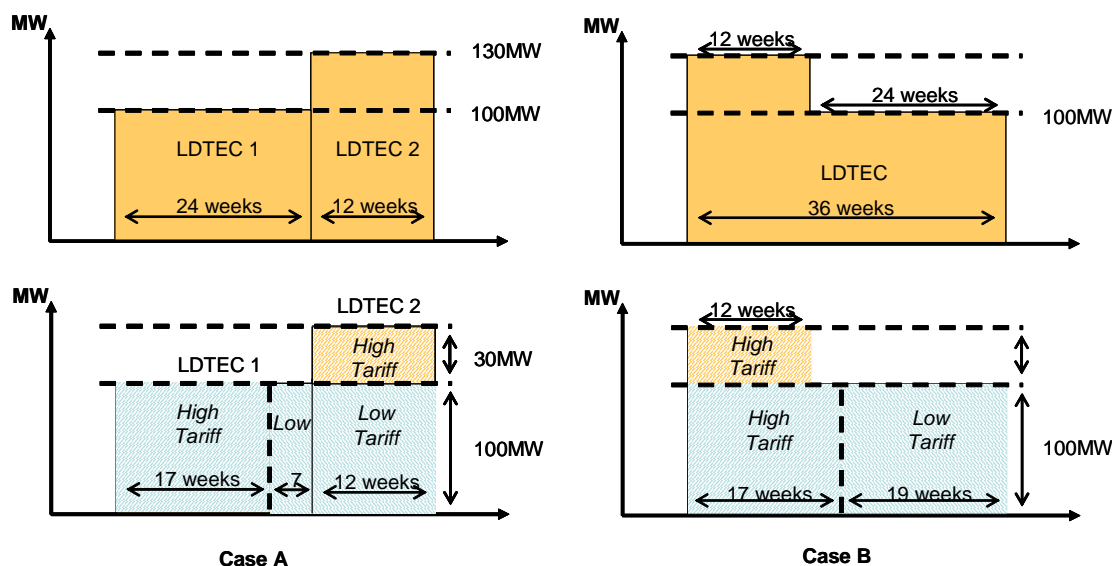 MW
130MW
100MW
LDTEC 1
LDTEC 2
24 weeks
12 weeks
MW
12 weeks
24 weeks
100MW
LDTEC
36 weeks
MW
LDTEC 2
High
Tariff
30MW
LDTEC 1
High
Tariff
Low
Low
Tariff
100MW
17 weeks
7
12 weeks
Case A
MW
12 weeks
High
Tariff
High
Tariff
Low
Tariff
100MW
17 weeks
19 weeks
Case B